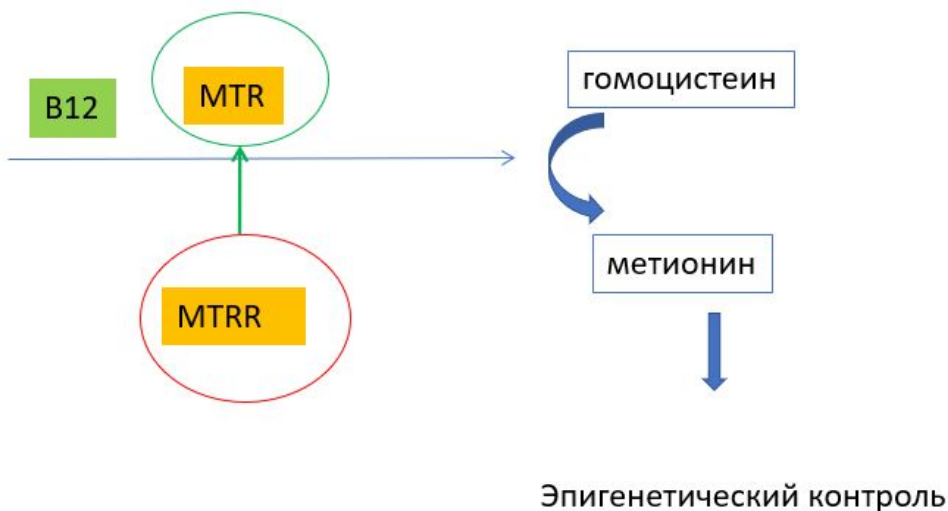 B12
MTR
гомоцистеин
метионин
MTRR
Эпигенетический контроль